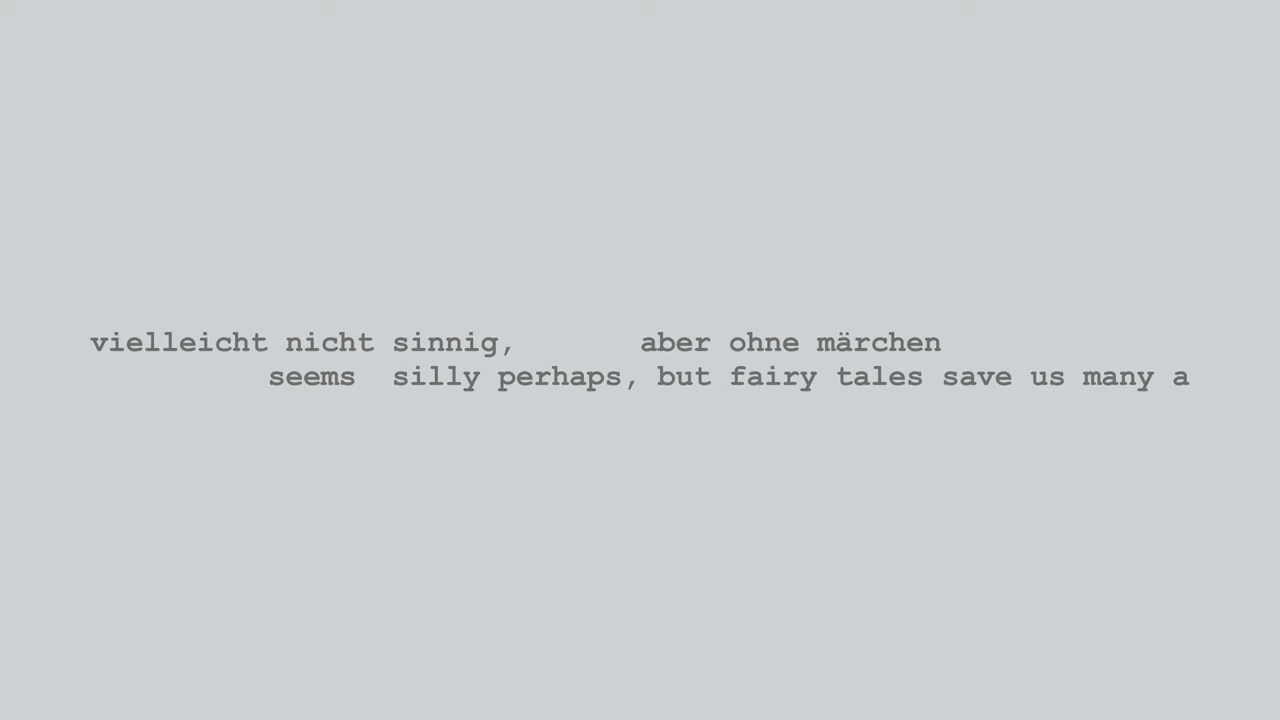 vielleicht nicht sinnig, aber ohne märchen
seems silly perhaps, but fairy tales save us many a